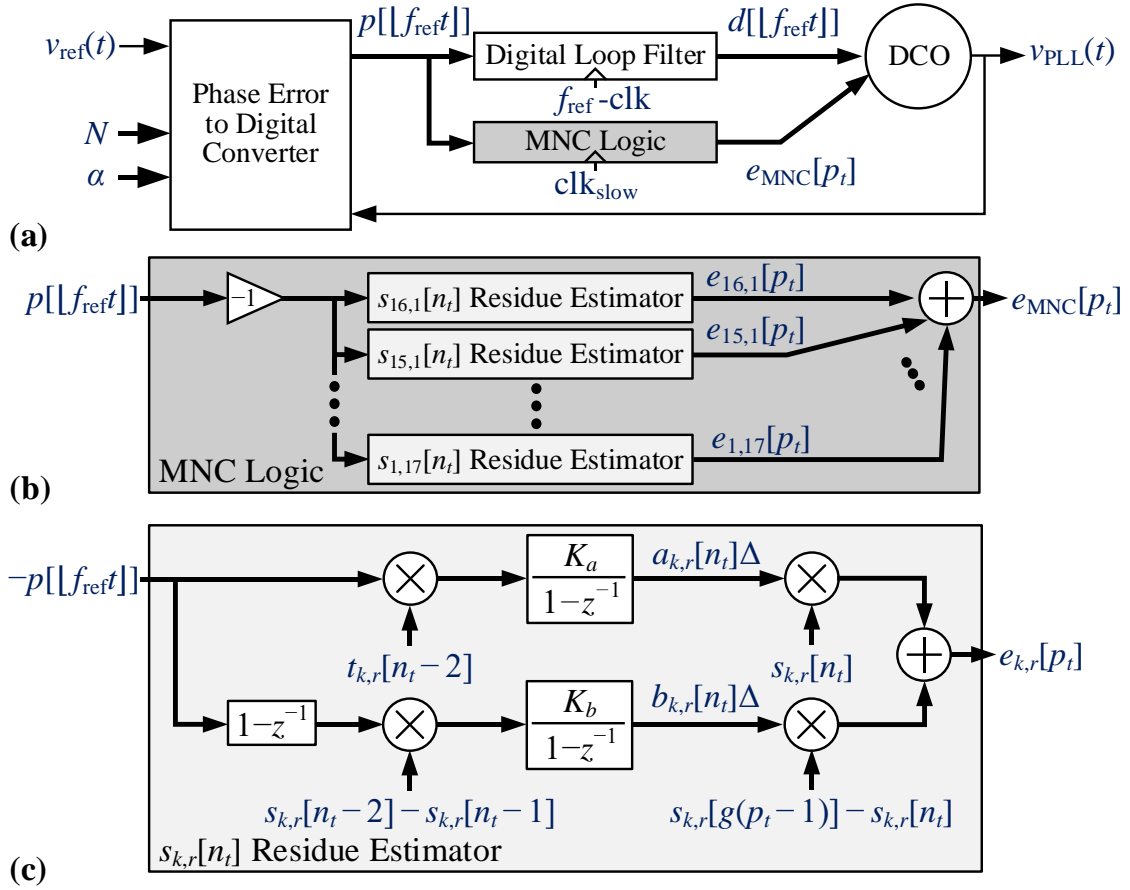 v_ref(t)
N
α
Phase Error
to Digital
Converter
p[⌊f_ref t⌋]
Digital Loop Filter
f_ref -clk
MNC Logic
clk_slow
d[⌊f_ref t⌋]
e_MNC[p_t]
DCO
v_PLL(t)
(a)
p[⌊f_ref t⌋]
−1
s_16,1[n_t] Residue Estimator
e_16,1[p_t]
s_15,1[n_t] Residue Estimator
e_15,1[p_t]
s_1,17[n_t] Residue Estimator
e_1,17[p_t]
+
e_MNC[p_t]
MNC Logic
(b)
−p[⌊f_ref t⌋]
×
t_k,r[n_t − 2]
K_a
1−z^−1
a_k,r[n_t]Δ
×
s_k,r[n_t]
+
e_k,r[p_t]
1−z^−1
×
s_k,r[n_t − 2] − s_k,r[n_t − 1]
K_b
1−z^−1
b_k,r[n_t]Δ
×
s_k,r[g(p_t − 1)] − s_k,r[n_t]
s_k,r[n_t] Residue Estimator
(c)